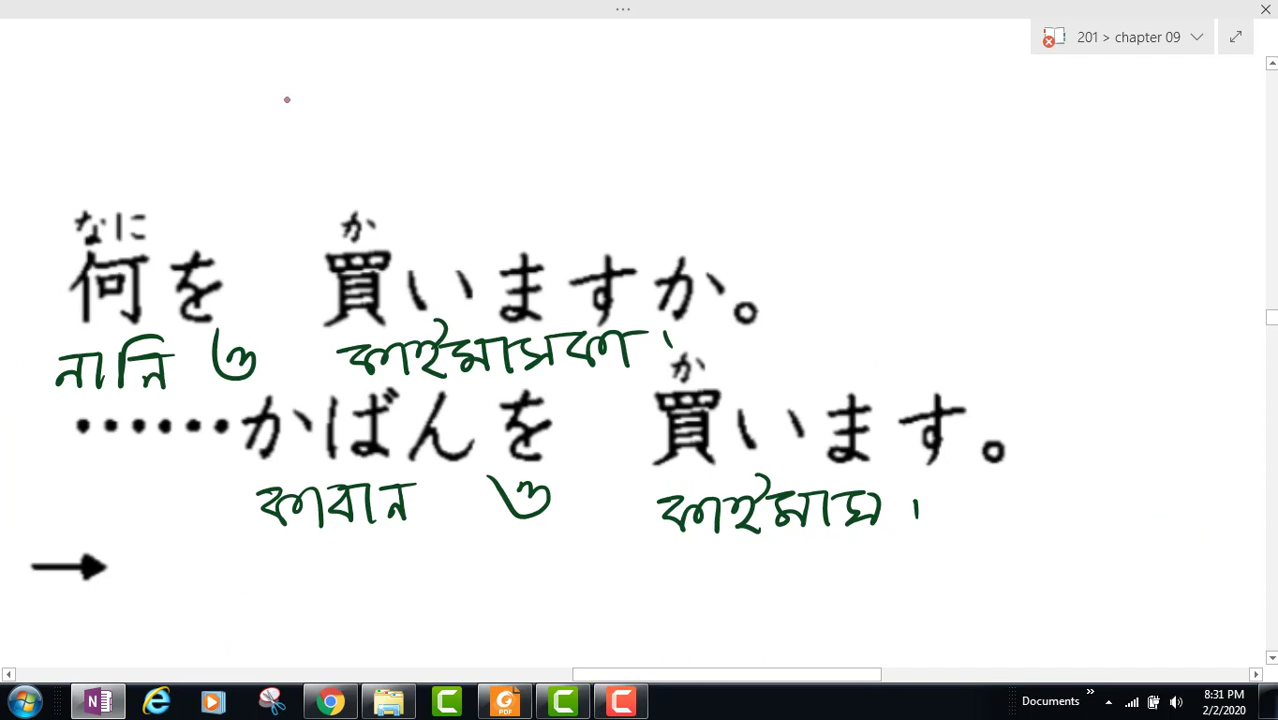 201 > chapter 09
なに か
何を 買いますか。
নানি ও কাইমাসকা।
か
......かばんを 買います。
কাবান ও কাইমাস।
→
Documents
8:31 PM
2/2/2020